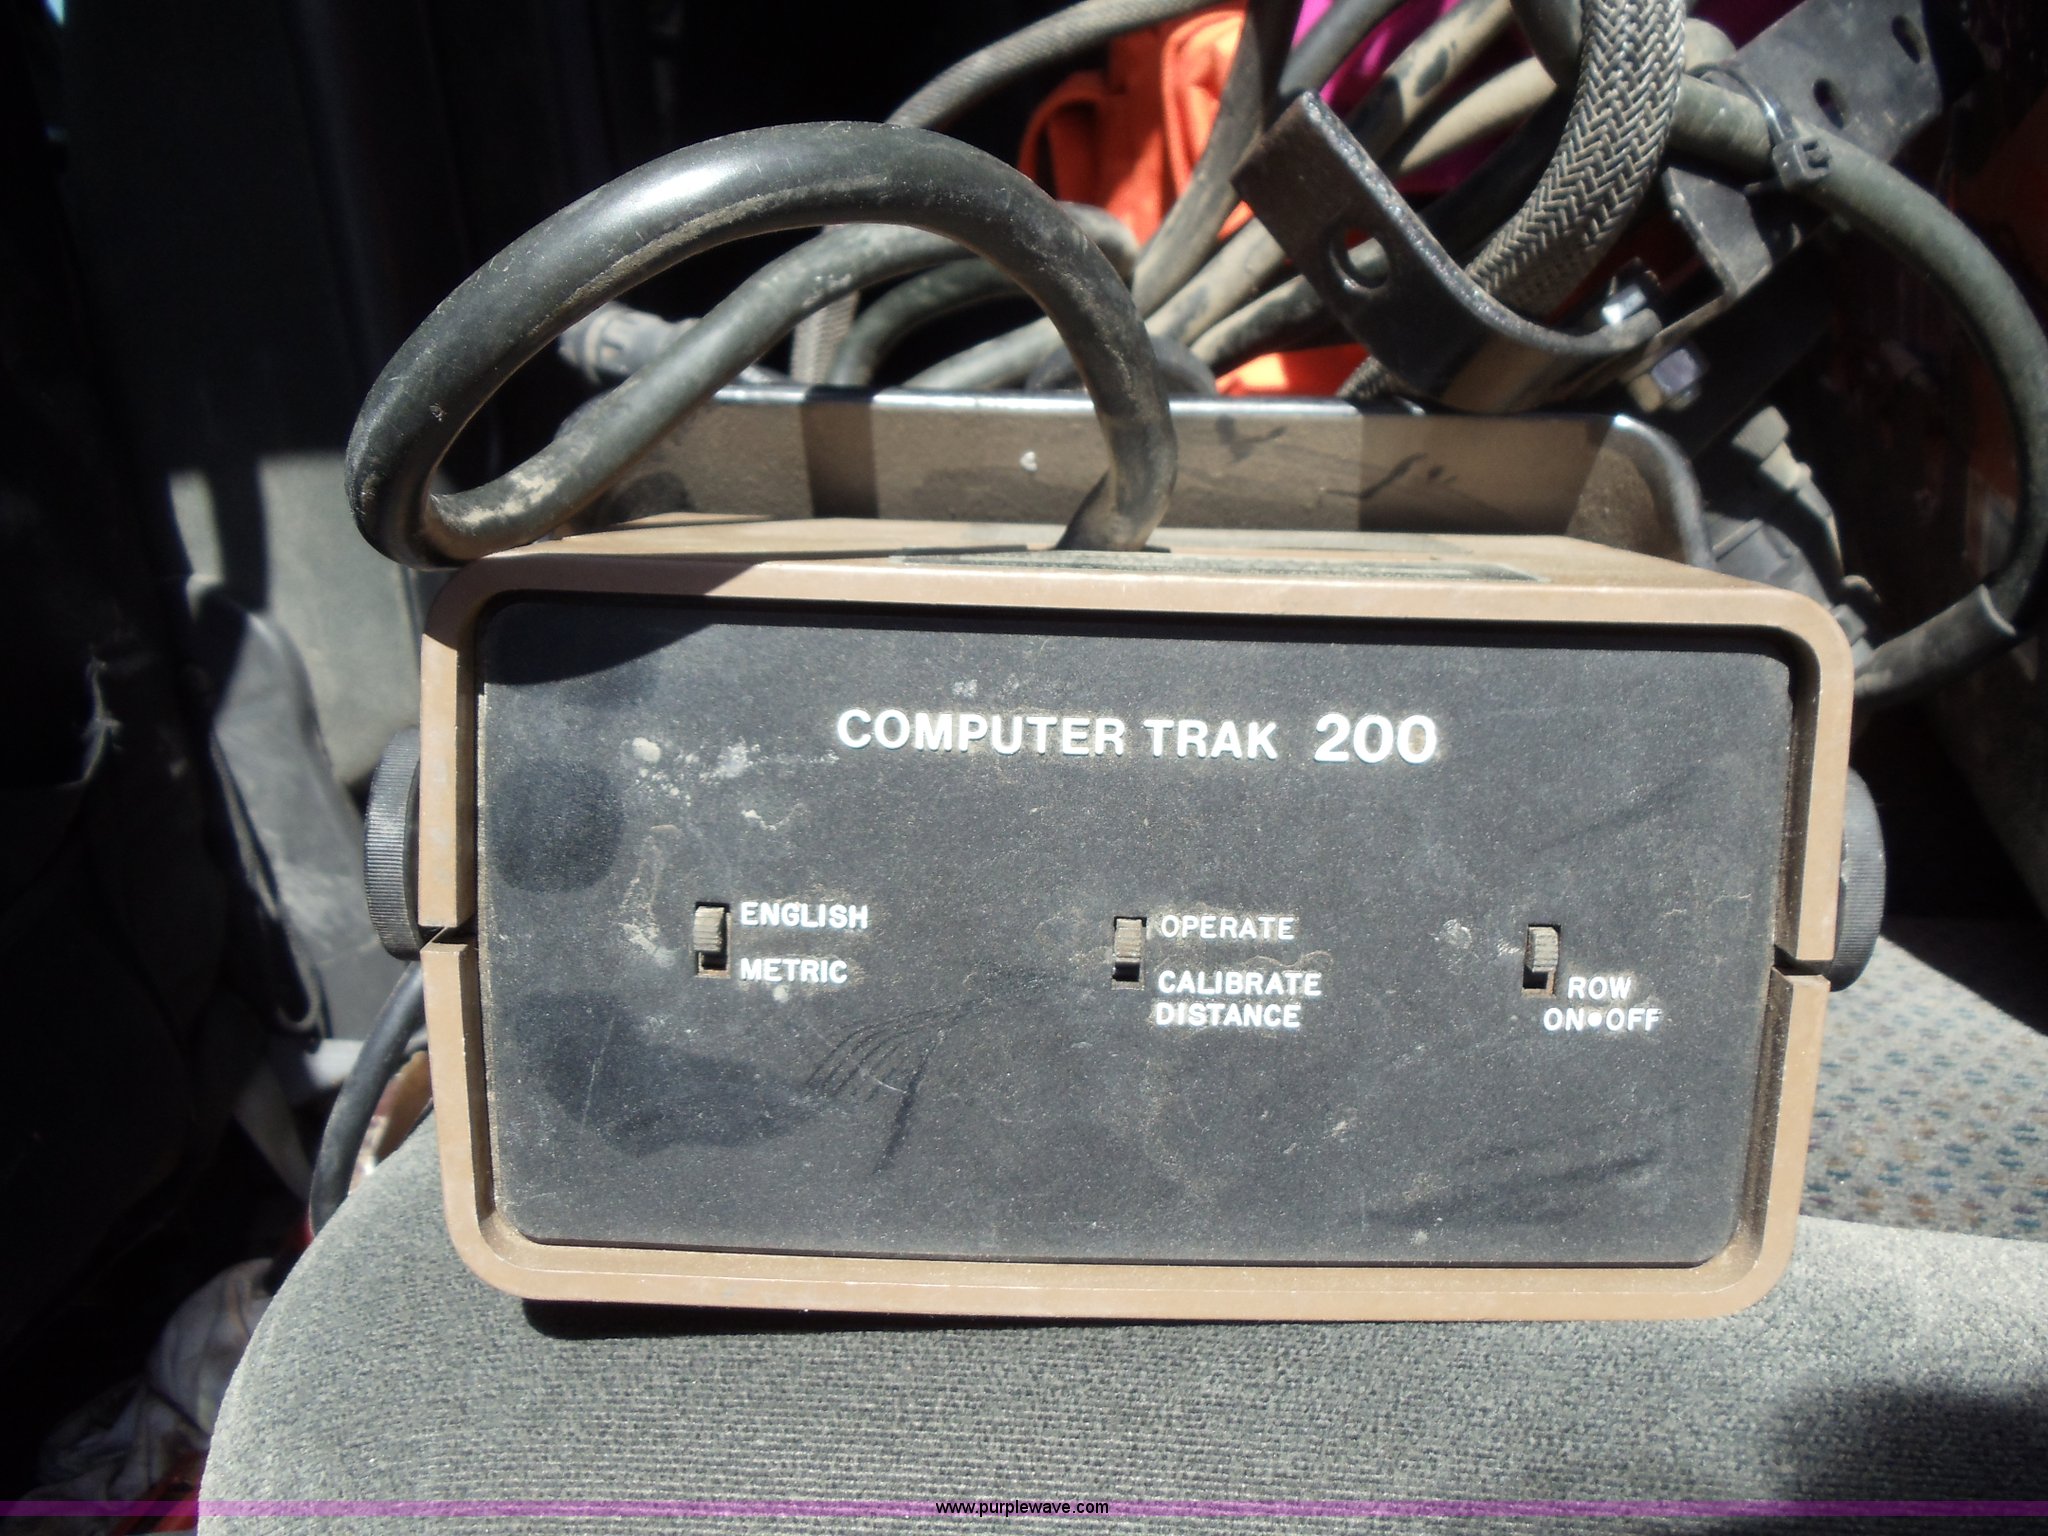 COMPUTER TRAK 200
ENGLISH
METRIC
OPERATE
CALIBRATE
DISTANCE
ROW
ON•OFF
www.purplewave.com